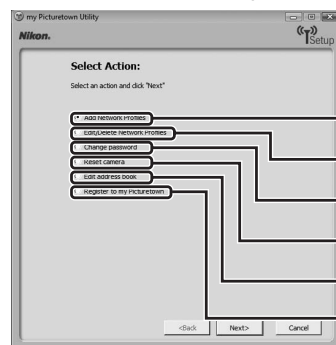 my Picturetown Utility
Nikon.
Setup
Select Action:
Select an action and click "Next"
Add Network Profiles
Edit/Delete Network Profiles
Change password
Reset camera
Edit address book
Register to my Picturetown
<Back Next> Cancel